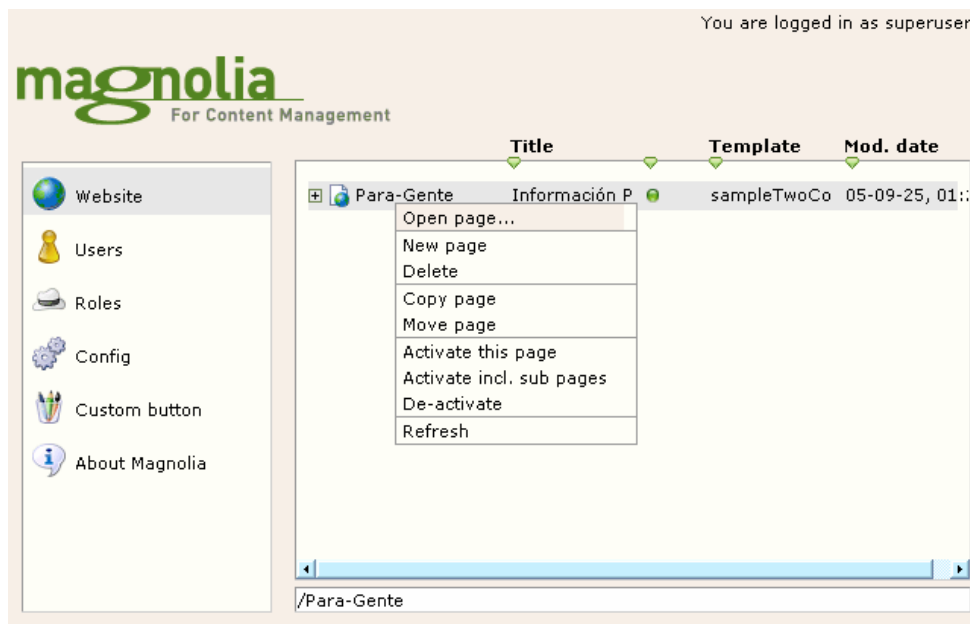 You are logged in as superuser
magnolia
For Content Management
Title Template Mod. date
Website
Users
Roles
Config
Custom button
About Magnolia
Para-Gente Información P sampleTwoCo 05-09-25, 01:
Open page...
New page
Delete
Copy page
Move page
Activate this page
Activate incl. sub pages
De-activate
Refresh
/Para-Gente